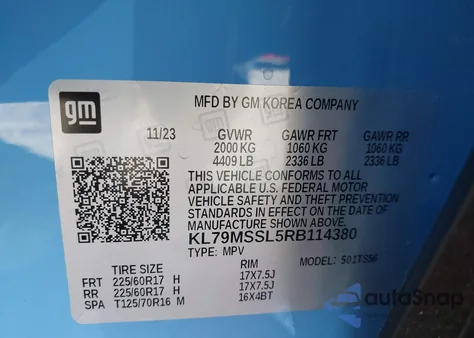 gm
MFD BY GM KOREA COMPANY
11/23 GVWR GAWR FRT GAWR RR
2000 KG 1060 KG 1060 KG
4409 LB 2336 LB 2336 LB
THIS VEHICLE CONFORMS TO ALL
APPLICABLE U.S. FEDERAL MOTOR
VEHICLE SAFETY AND THEFT PREVENTION
STANDARDS IN EFFECT ON THE DATE OF
MANUFACTURE SHOWN ABOVE.
KL79MSSL5RB114380
TYPE: MPV MODEL: 501TS56
TIRE SIZE RIM
FRT 225/60R17 H 17X7.5J
RR 225/60R17 H 17X7.5J
SPA T125/70R16 M 16X4BT
autoSnap